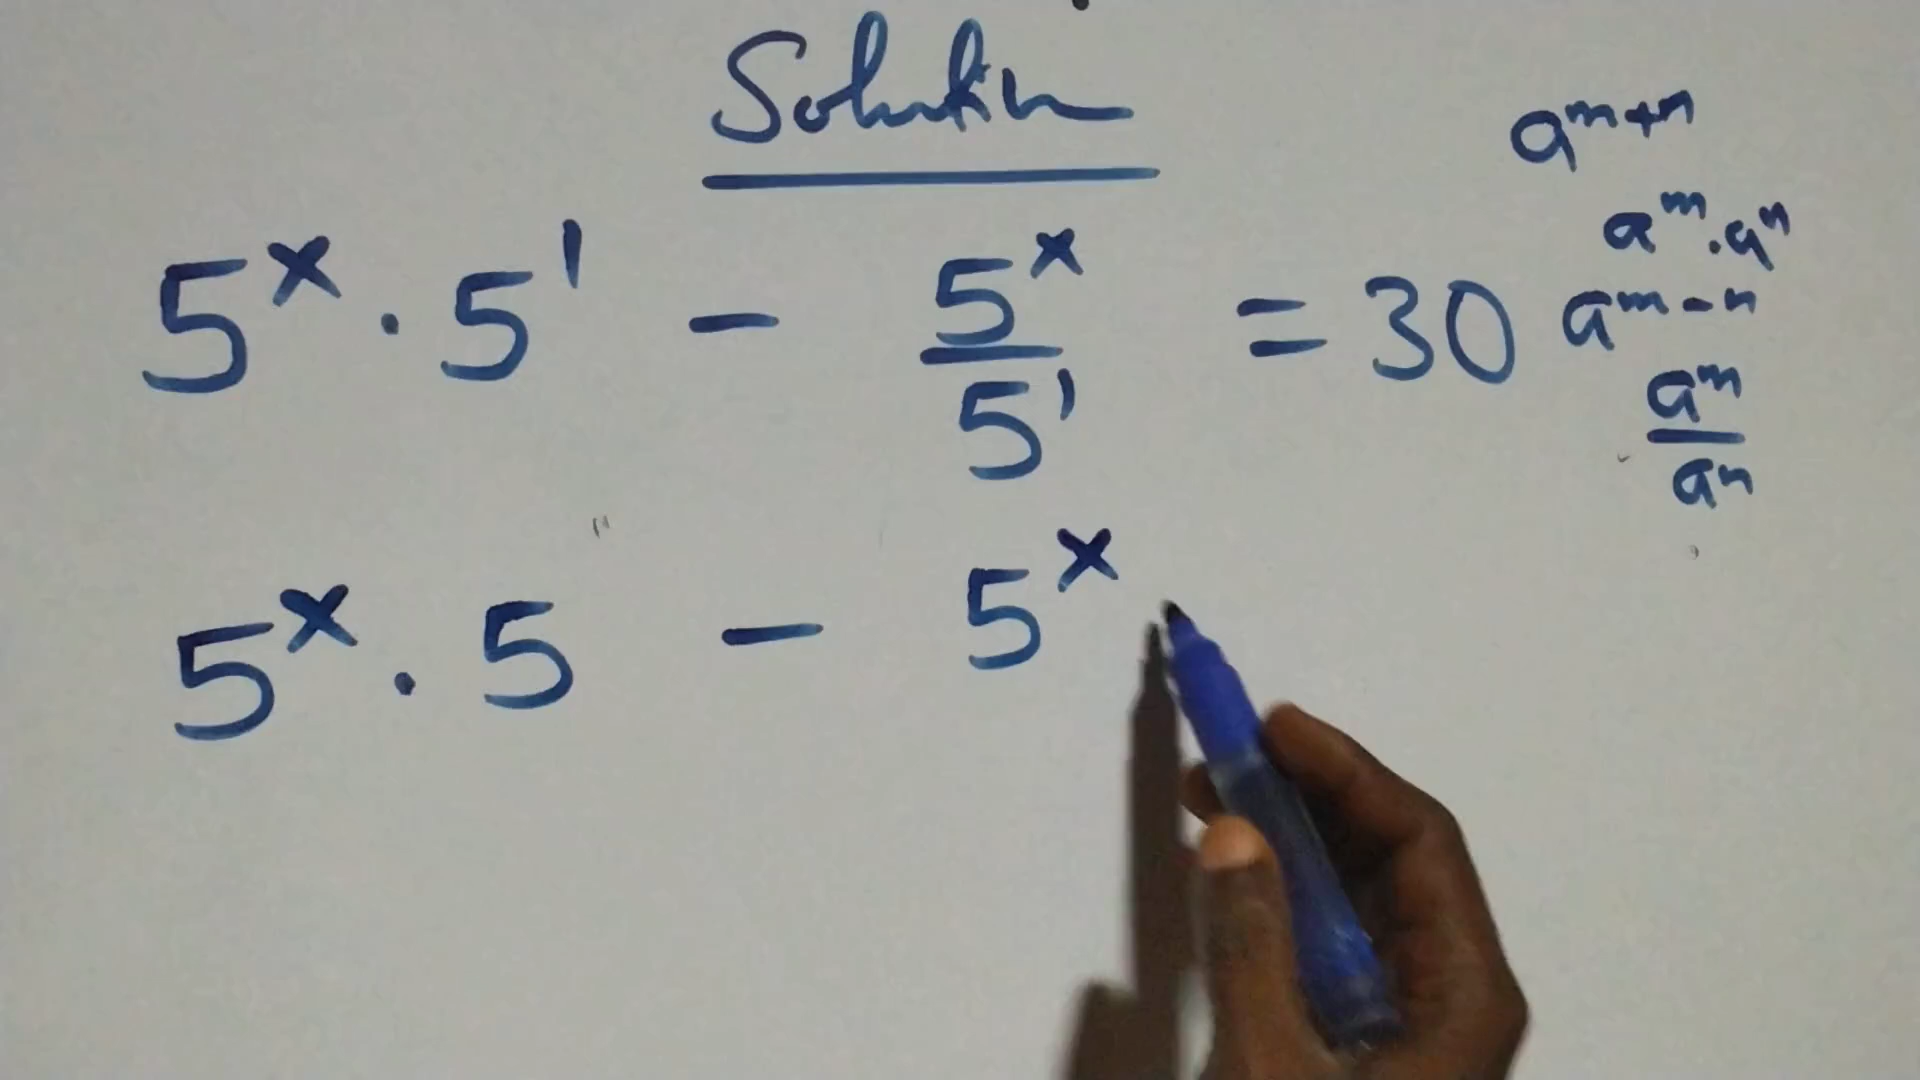 Solution
5^x . 5^1 - 5^x/5^1 = 30
a^{m+n}
a^m . a^n
a^{m-n}
a^m/a^n
5^x . 5 - 5^x